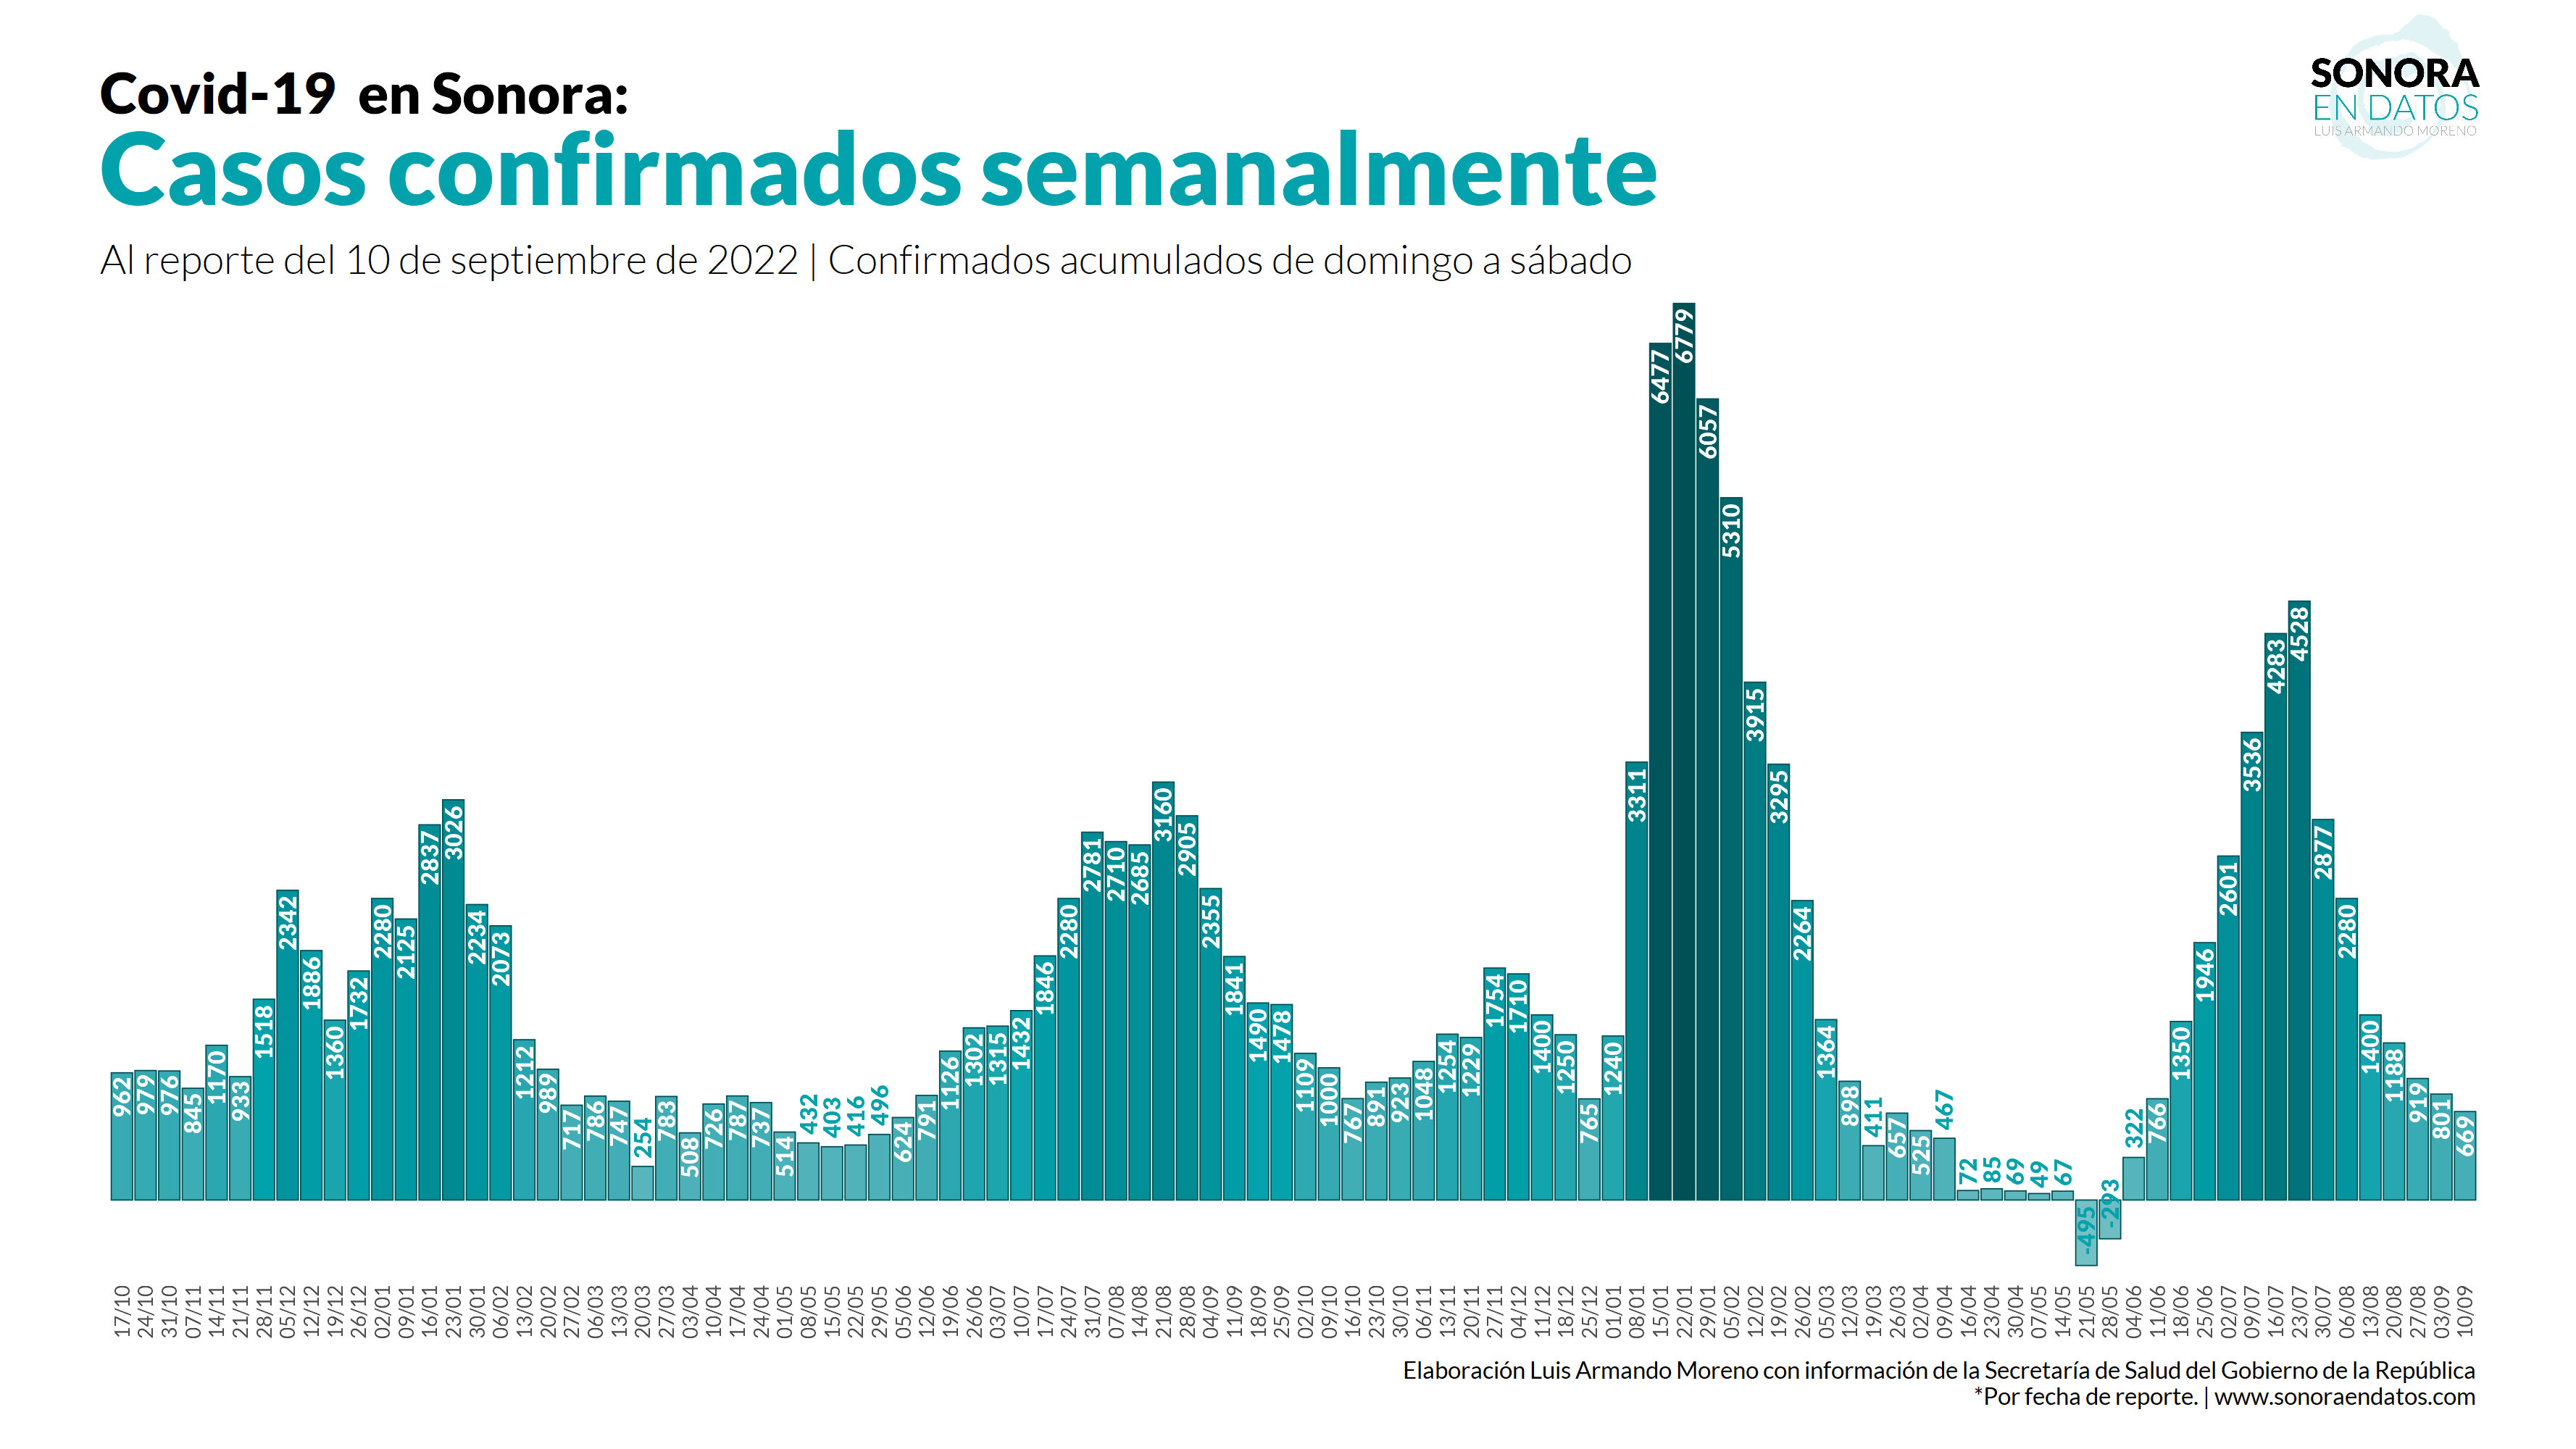 Covid-19 en Sonora:
Casos confirmados semanalmente
Al reporte del 10 de septiembre de 2022 | Confirmados acumulados de domingo a sábado
SONORA
EN DATOS
LUIS ARMANDO MORENO
962 979 976 845 1170 933 1518 2342 1886 1360 1732 2280 2125 2837 3026 2234 2073 1212 989 717 786 747 254 783 508 726 787 737 514 432 403 416 496 624 791 1126 1302 1315 1432 1846 2280 2781 2710 2685 3160 2905 2355 1841 1490 1478 1109 1000 767 891 923 1048 1254 1229 1754 1710 1400 1250 765 1240 3311 6477 6779 6057 5310 3915 3295 2264 1364 898 411 657 525 467 72 85 69 49 67 -495 -293 322 766 1350 1946 2601 3536 4283 4528 2877 2280 1400 1188 919 801 669
17/10 24/10 31/10 07/11 14/11 21/11 28/11 05/12 12/12 19/12 26/12 02/01 09/01 16/01 23/01 30/01 06/02 13/02 20/02 27/02 06/03 13/03 20/03 27/03 03/04 10/04 17/04 24/04 01/05 08/05 15/05 22/05 29/05 05/06 12/06 19/06 26/06 03/07 10/07 17/07 24/07 31/07 07/08 14/08 21/08 28/08 04/09 11/09 18/09 25/09 02/10 09/10 16/10 23/10 30/10 06/11 13/11 20/11 27/11 04/12 11/12 18/12 25/12 01/01 08/01 15/01 22/01 29/01 05/02 12/02 19/02 26/02 05/03 12/03 19/03 26/03 02/04 09/04 16/04 23/04 30/04 07/05 14/05 21/05 28/05 04/06 11/06 18/06 25/06 02/07 09/07 16/07 23/07 30/07 06/08 13/08 20/08 27/08 03/09 10/09
Elaboración Luis Armando Moreno con información de la Secretaría de Salud del Gobierno de la República
*Por fecha de reporte. | www.sonoraendatos.com